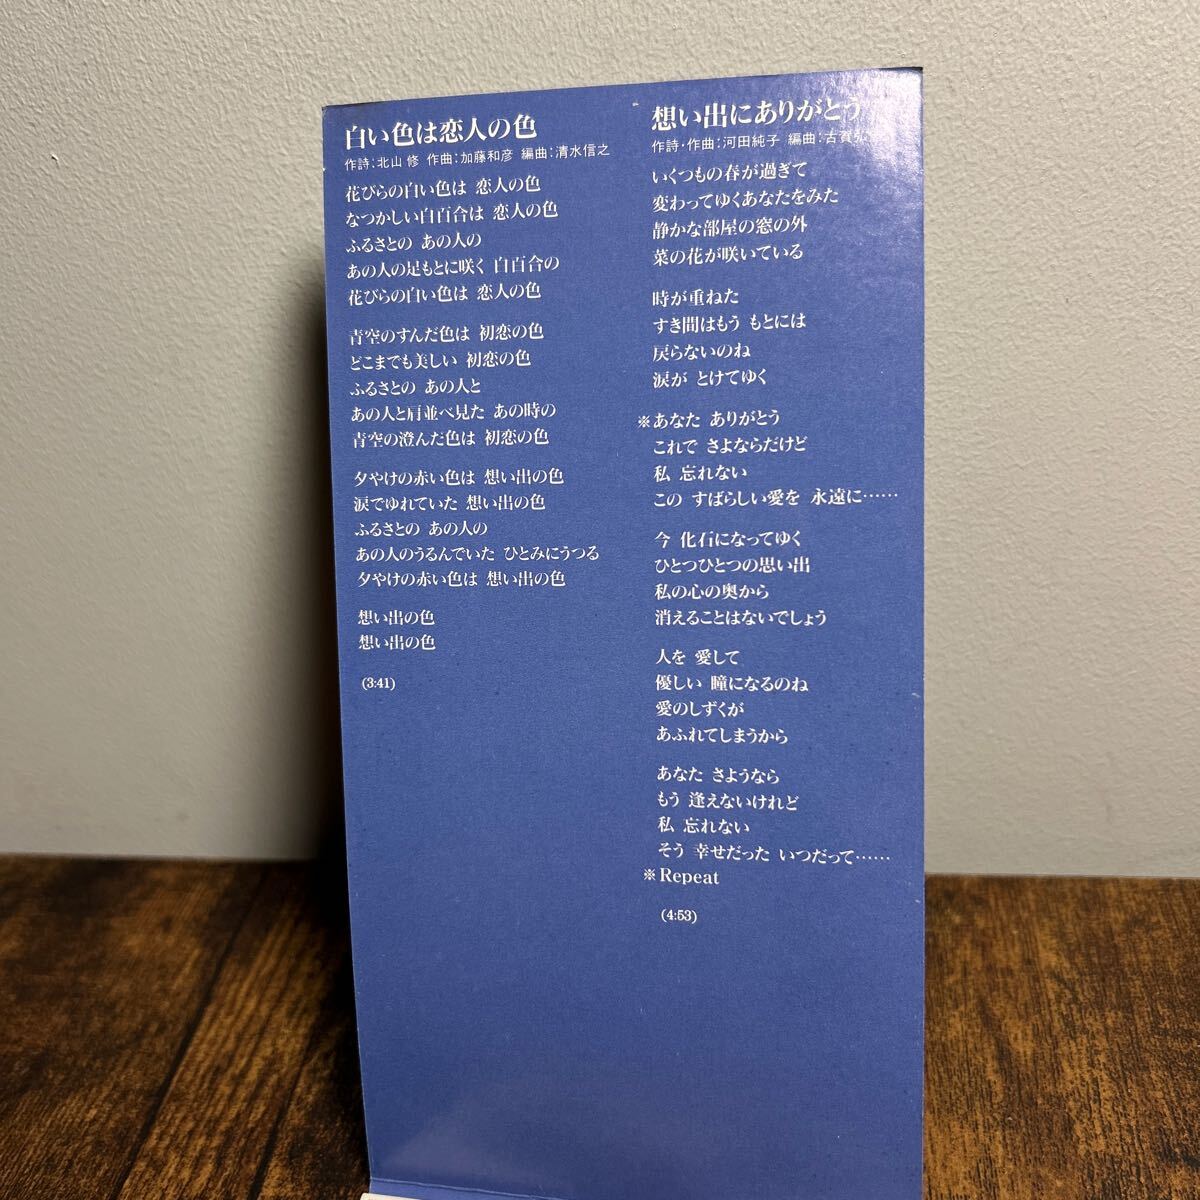 白い色は恋人の色
作詩:北山 修 作曲:加藤和彦 編曲:清水信之
花びらの白い色は 恋人の色
なつかしい白百合は 恋人の色
ふるさとの あの人の
あの人の足もとに咲く 白百合の
花びらの白い色は 恋人の色
青空のすんだ色は 初恋の色
どこまでも美しい 初恋の色
ふるさとの あの人と
あの人と肩並べ見た あの時の
青空の澄んだ色は 初恋の色
夕やけの赤い色は 想い出の色
涙でゆれていた 想い出の色
ふるさとの あの人の
あの人のうるんでいた ひとみにうつる
夕やけの赤い色は 想い出の色
想い出の色
想い出の色
(3:41)
想い出にありがとう
作詩・作曲:河田純子 編曲:古賀弘
いくつもの春が過ぎて
変わってゆくあなたをみた
静かな部屋の窓の外
菜の花が咲いている
時が重ねた
すき間はもう もとには
戻らないのね
涙が とけてゆく
※あなた ありがとう
これで さよならだけど
私 忘れない
この すばらしい愛を 永遠に……
今 化石になってゆく
ひとつひとつの思い出
私の心の奥から
消えることはないでしょう
人を 愛して
優しい 瞳になるのね
愛のしずくが
あふれてしまうから
あなた さようなら
もう 逢えないけれど
私 忘れない
そう 幸せだった いつだって……
※Repeat
(4:53)